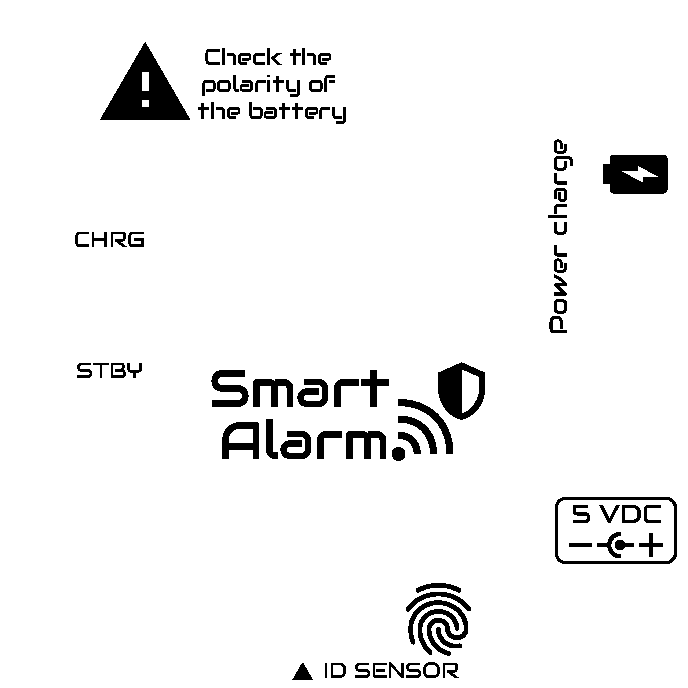 Check the
polarity of
the battery
Power charge
CHRG
STBY
Smart
Alarm
5 VDC
ID SENSOR